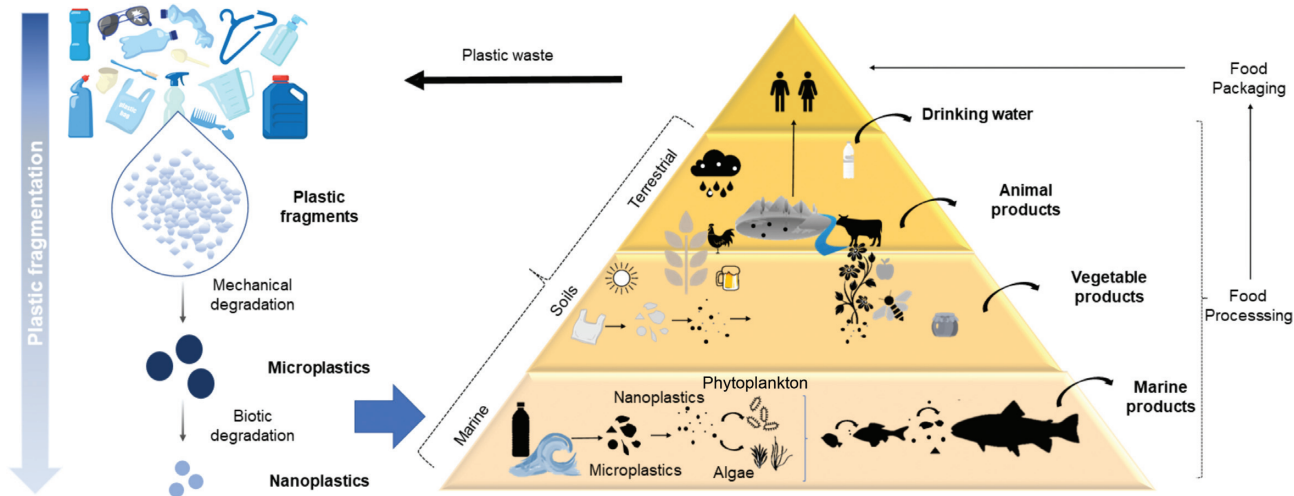 Plastic fragmentation
Plastic
fragments
Mechanical
degradation
Microplastics
Biotic
degradation
Nanoplastics
Plastic waste
Terrestrial
Soils
Marine
Drinking water
Animal
products
Vegetable
products
Marine
products
Phytoplankton
Nanoplastics
Microplastics
Algae
Food
Packaging
Food
Processsing